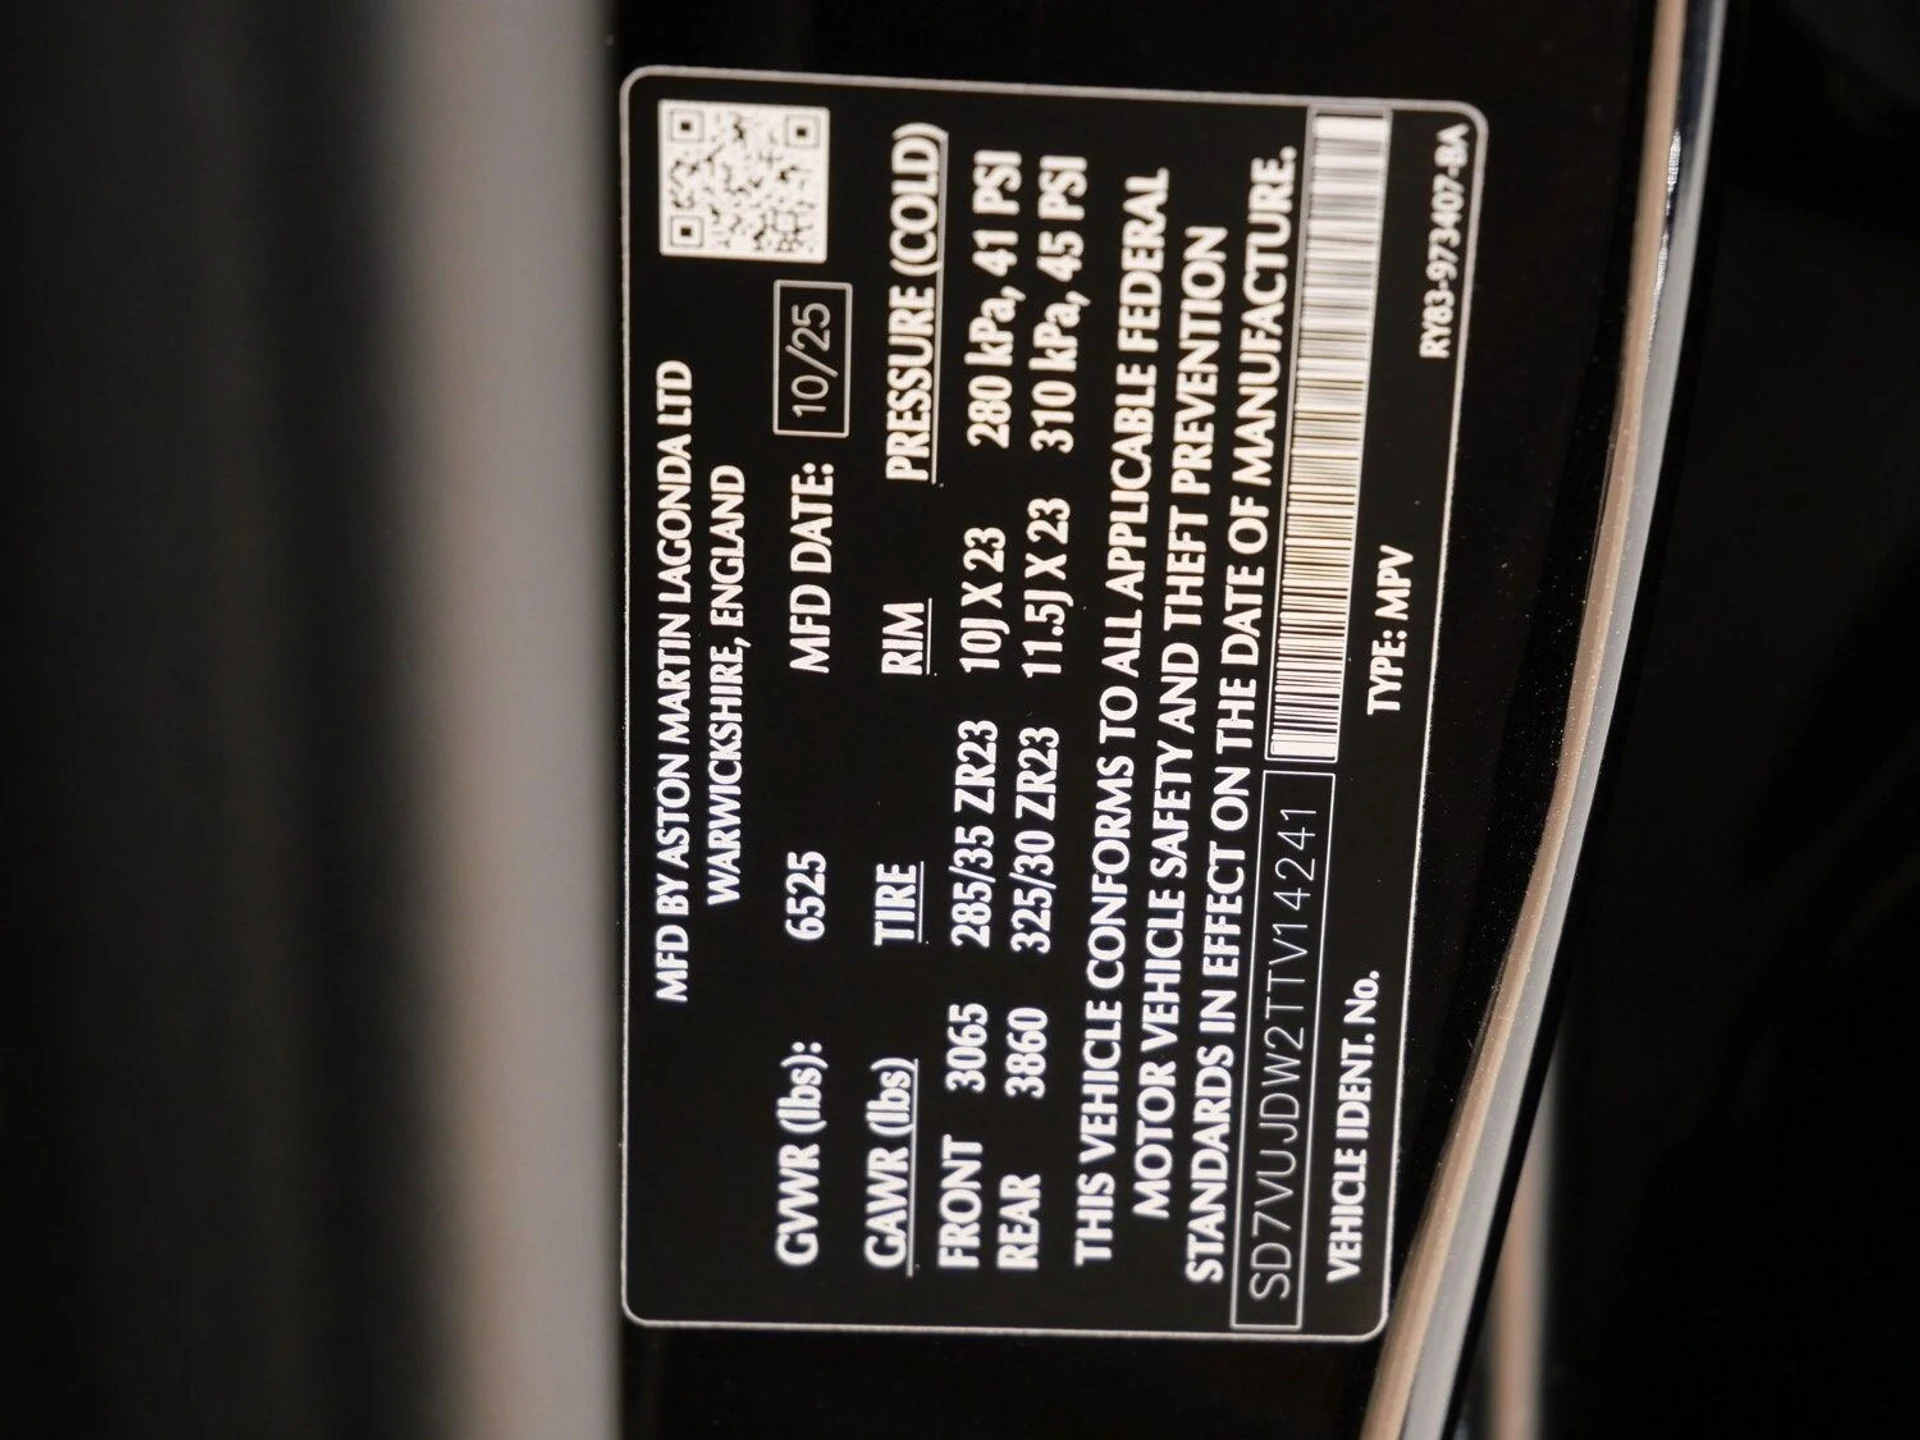 MFD BY ASTON MARTIN LAGONDA LTD
WARWICKSHIRE, ENGLAND
GVWR (lbs): 6525 MFD DATE: 10/25
GAWR (lbs) TIRE RIM PRESSURE (COLD)
FRONT 3065 285/35 ZR23 10J X 23 280 kPa, 41 PSI
REAR 3860 325/30 ZR23 11.5J X 23 310 kPa, 45 PSI
THIS VEHICLE CONFORMS TO ALL APPLICABLE FEDERAL
MOTOR VEHICLE SAFETY AND THEFT PREVENTION
STANDARDS IN EFFECT ON THE DATE OF MANUFACTURE.
SD7VUJDW2TTV14241
VEHICLE IDENT. No. TYPE: MPV
RY83-973407-BA